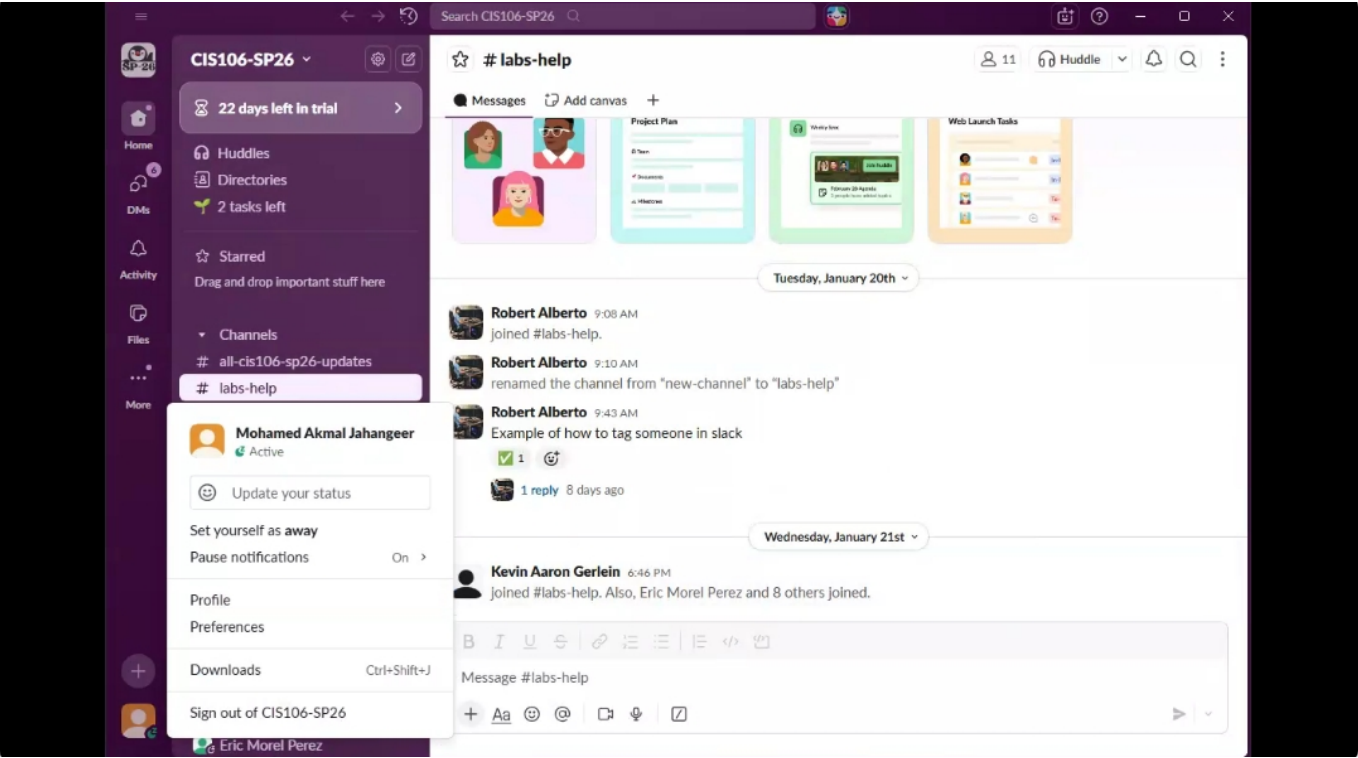 Search CIS106-SP26
SP-26
CIS106-SP26
22 days left in trial
Home
Huddles
Directories
2 tasks left
6
DMs
Starred
Drag and drop important stuff here
Activity
Files
Channels
# all-cis106-sp26-updates
# labs-help
More
Mohamed Akmal Jahangeer
Active
Update your status
Set yourself as away
Pause notifications On
Profile
Preferences
Downloads Ctrl+Shift+J
Sign out of CIS106-SP26
Eric Morel Perez
# labs-help
11
Huddle
Messages
Add canvas
Project Plan
Web Launch Tasks
Tuesday, January 20th
Robert Alberto 9:08 AM
joined #labs-help.
Robert Alberto 9:10 AM
renamed the channel from “new-channel” to “labs-help”
Robert Alberto 9:43 AM
Example of how to tag someone in slack
1
1 reply 8 days ago
Wednesday, January 21st
Kevin Aaron Gerlein 6:46 PM
joined #labs-help. Also, Eric Morel Perez and 8 others joined.
B I U S
Message #labs-help
Aa